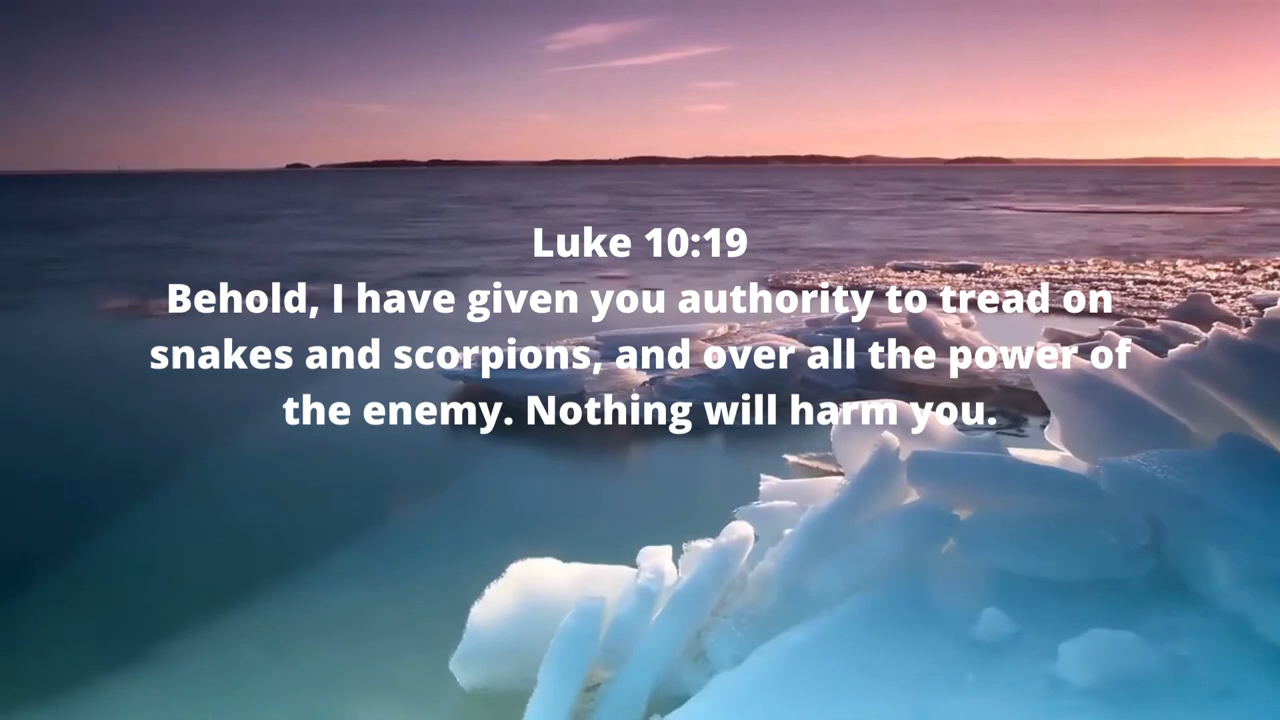 Luke 10:19
Behold, I have given you authority to tread on
snakes and scorpions, and over all the power of
the enemy. Nothing will harm you.